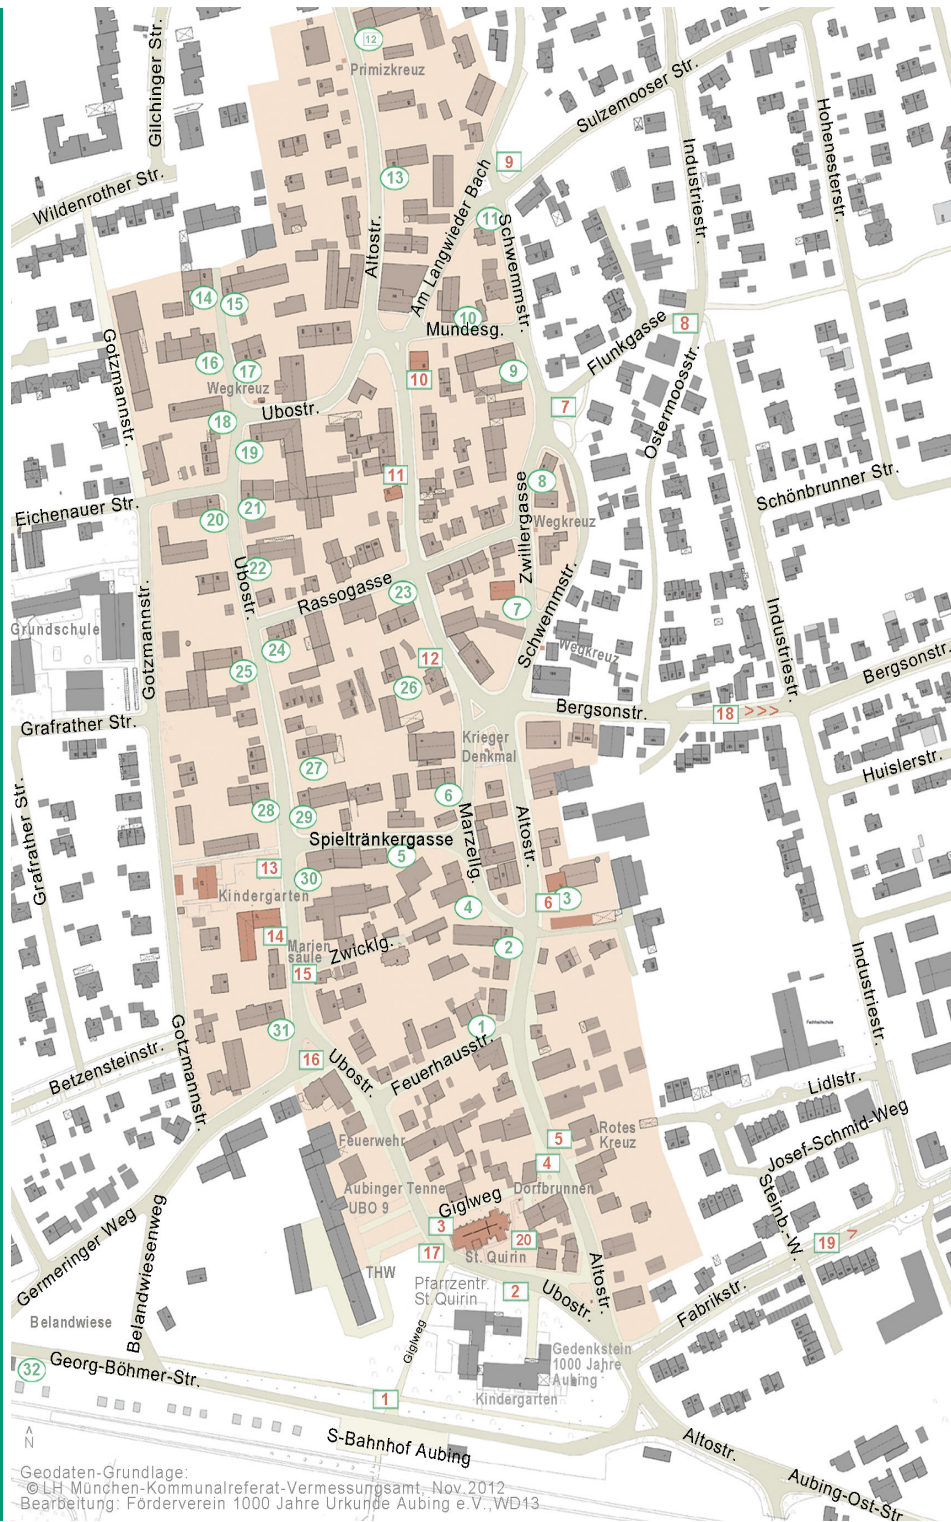 12
Primizkreuz
Gilchinger Str.
Sulzemooser Str.
Hohenesterstr.
Industriestr.
9
13
Wildenrother Str.
Am Langwieder Bach
11
Schwemmstr.
Altostr.
14
15
10
Mundesg.
8
Flunkgasse
Gotzmannstr.
16
17
Wegkreuz
10
9
Ostermoosstr.
Ubostr.
7
18
19
11
8
Zwillergasse
Wegkreuz
Schönbrunner Str.
Eichenauer Str.
20
21
22
Ubostr.
Rassogasse
23
7
Schwemmstr.
Industriestr.
Grundschule
Gotzmannstr.
24
25
12
26
Wegkreuz
Bergsonstr.
Grafrather Str.
Bergsonstr.
18 >>>
Krieger
Denkmal
27
Huislerstr.
Grafrather Str.
28
29
6
Marzellg.
Altostr.
Spieltränkergasse
5
13
30
Kindergarten
4
6
3
14
Marien
säule
Zwicklg.
2
15
Industriestr.
31
1
Fachhochschule
Gotzmannstr.
16
Ubostr.
Feuerhausstr.
Betzensteinstr.
Lidlstr.
Josef-Schmid-Weg
Feuerwehr
5
Rotes
Kreuz
4
Aubinger Tenne
UBO 9
Dorfbrunnen
Giglweg
Steinb.-W.
Germeringer Weg
Belandwiesenweg
3
17
20
St. Quirin
19 >
THW
Pfarrzentr.
St.Quirin
2
Ubostr.
Altostr.
Fabrikstr.
Belandwiese
Giglweg
Gedenkstein
1000 Jahre
Aubing
32
Georg-Böhmer-Str.
1
Kindergarten
N
S-Bahnhof Aubing
Altostr.
Aubing-Ost-Str
Geodaten-Grundlage:
© LH München-Kommunalreferat-Vermessungsamt, Nov.2012
Bearbeitung: Förderverein 1000 Jahre Urkunde Aubing e.V.,WD13